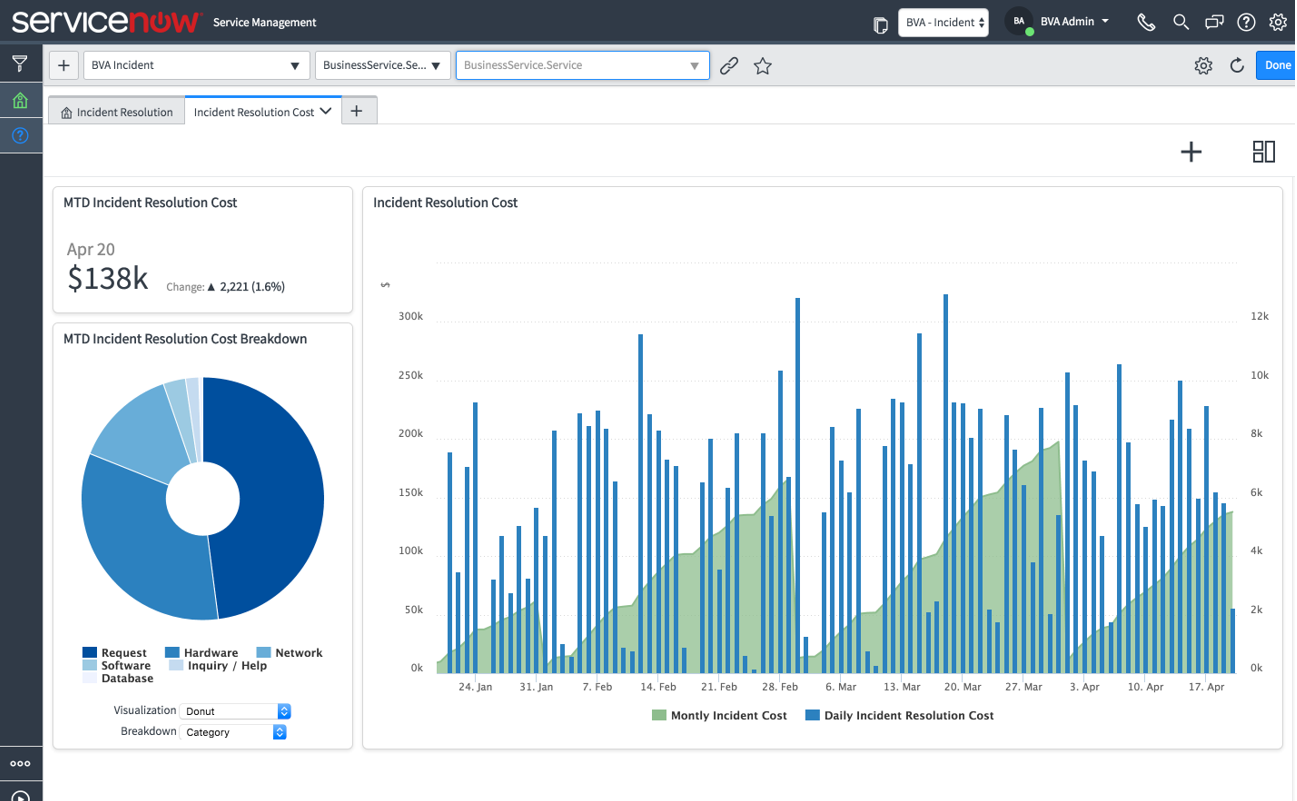 servicenow Service Management
BVA - Incident
BA BVA Admin
BVA Incident
BusinessService.Se...
BusinessService.Service
Done
Incident Resolution
Incident Resolution Cost
MTD Incident Resolution Cost
Apr 20
$138k Change: ▲ 2,221 (1.6%)
MTD Incident Resolution Cost Breakdown
Request Hardware Network
Software Inquiry / Help
Database
Visualization Donut
Breakdown Category
Incident Resolution Cost
$
300k 12k
250k 10k
200k 8k
150k 6k
100k 4k
50k 2k
0k 0k
24. Jan 31. Jan 7. Feb 14. Feb 21. Feb 28. Feb 6. Mar 13. Mar 20. Mar 27. Mar 3. Apr 10. Apr 17. Apr
Montly Incident Cost Daily Incident Resolution Cost